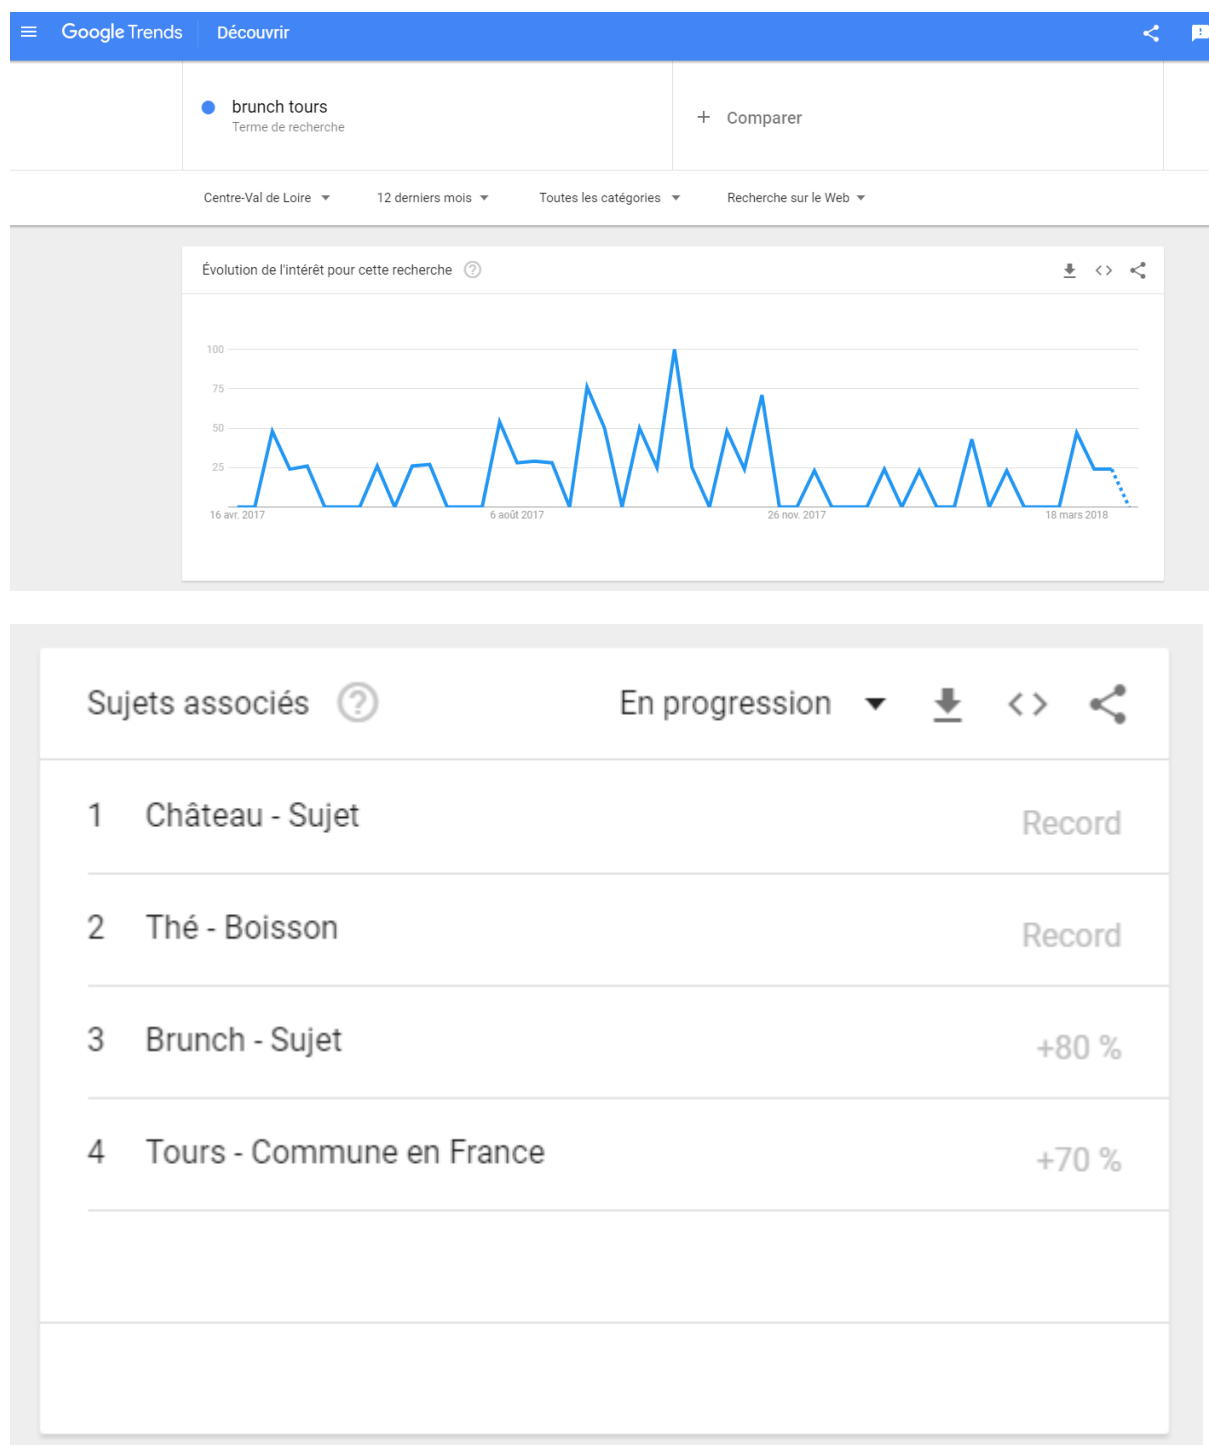 Google Trends Découvrir
brunch tours
Terme de recherche
+ Comparer
Centre-Val de Loire 12 derniers mois Toutes les catégories Recherche sur le Web
Évolution de l'intérêt pour cette recherche ?
100
75
50
25
16 avr. 2017 6 août 2017 26 nov. 2017 18 mars 2018
Sujets associés ? En progression
1 Château - Sujet Record
2 Thé - Boisson Record
3 Brunch - Sujet +80 %
4 Tours - Commune en France +70 %